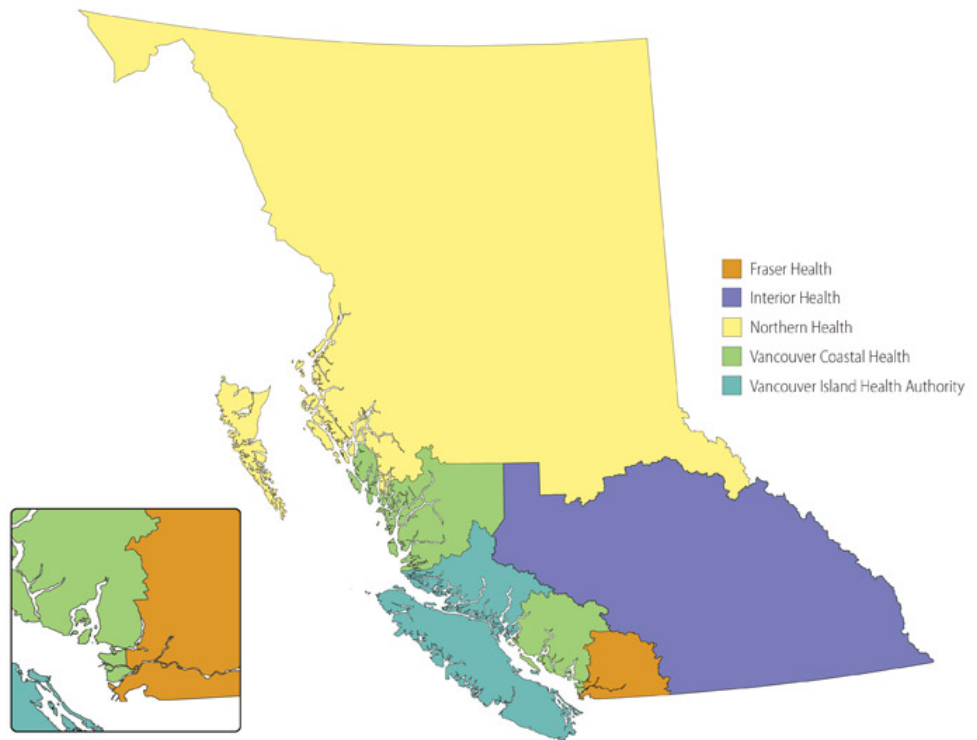 Fraser Health
Interior Health
Northern Health
Vancouver Coastal Health
Vancouver Island Health Authority